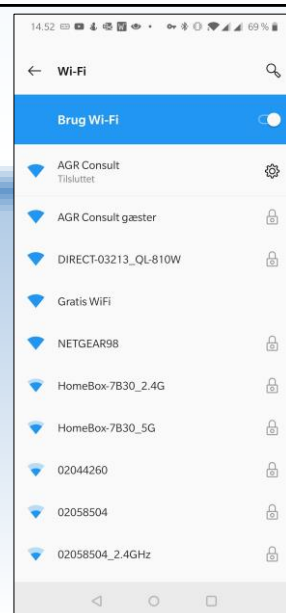 14.52
69 %
Wi-Fi
Brug Wi-Fi
AGR Consult
Tilsluttet
AGR Consult gæster
DIRECT-03213_QL-810W
Gratis WiFi
NETGEAR98
HomeBox-7B30_2.4G
HomeBox-7B30_5G
02044260
02058504
02058504_2.4GHz